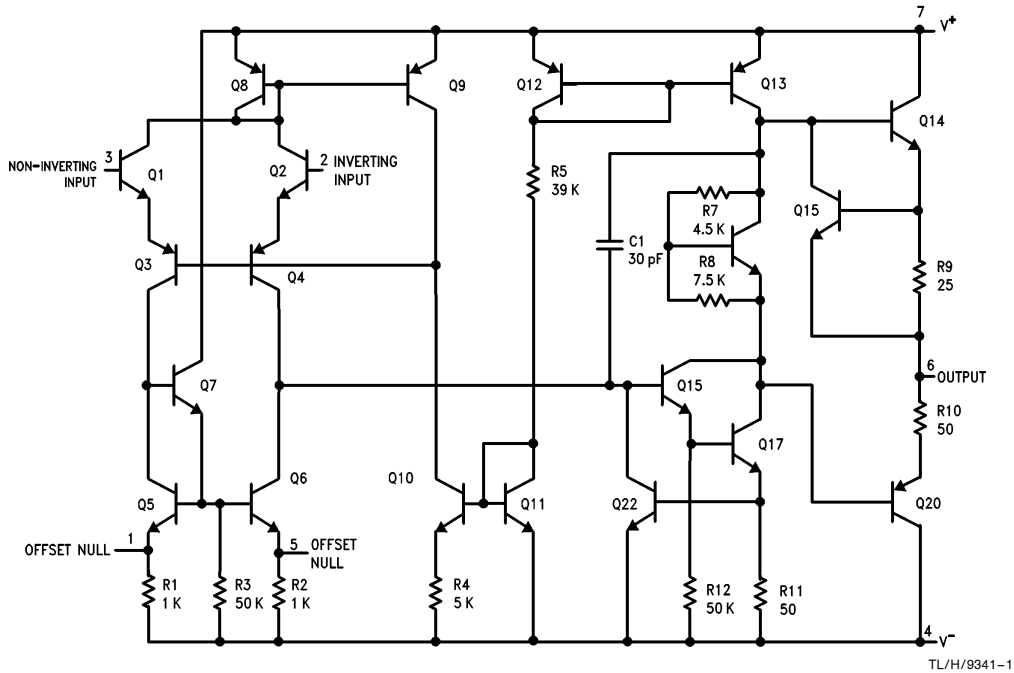 7
V+
Q8
Q9
Q12
Q13
Q14
3
NON-INVERTING
INPUT
Q1
Q2
2 INVERTING
INPUT
R5
39 K
R7
4.5 K
Q15
C1
30 pF
R8
7.5 K
Q3
Q4
R9
25
Q7
Q15
6
OUTPUT
R10
50
Q17
Q5
Q6
Q10
Q11
Q22
Q20
OFFSET NULL
1
5 OFFSET
NULL
R1
1 K
R3
50 K
R2
1 K
R4
5 K
R12
50 K
R11
50
4
V-
TL/H/9341-1